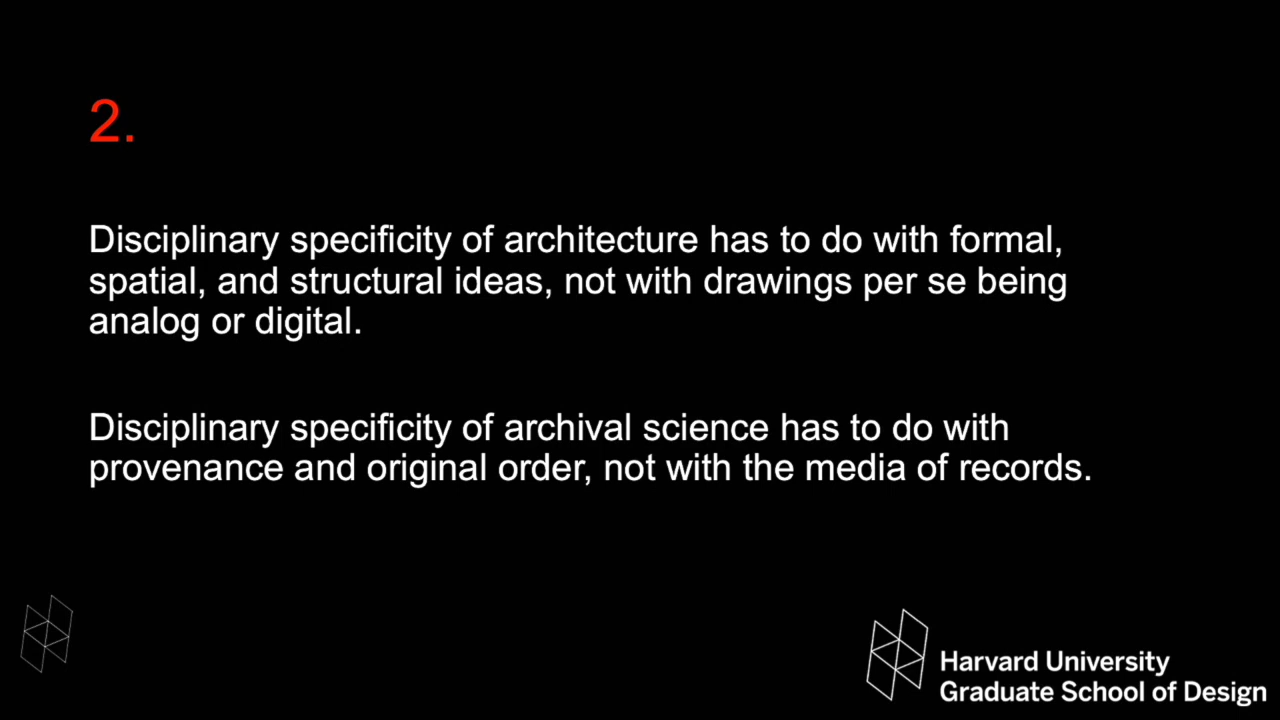 2.
Disciplinary specificity of architecture has to do with formal,
spatial, and structural ideas, not with drawings per se being
analog or digital.
Disciplinary specificity of archival science has to do with
provenance and original order, not with the media of records.
Harvard University
Graduate School of Design